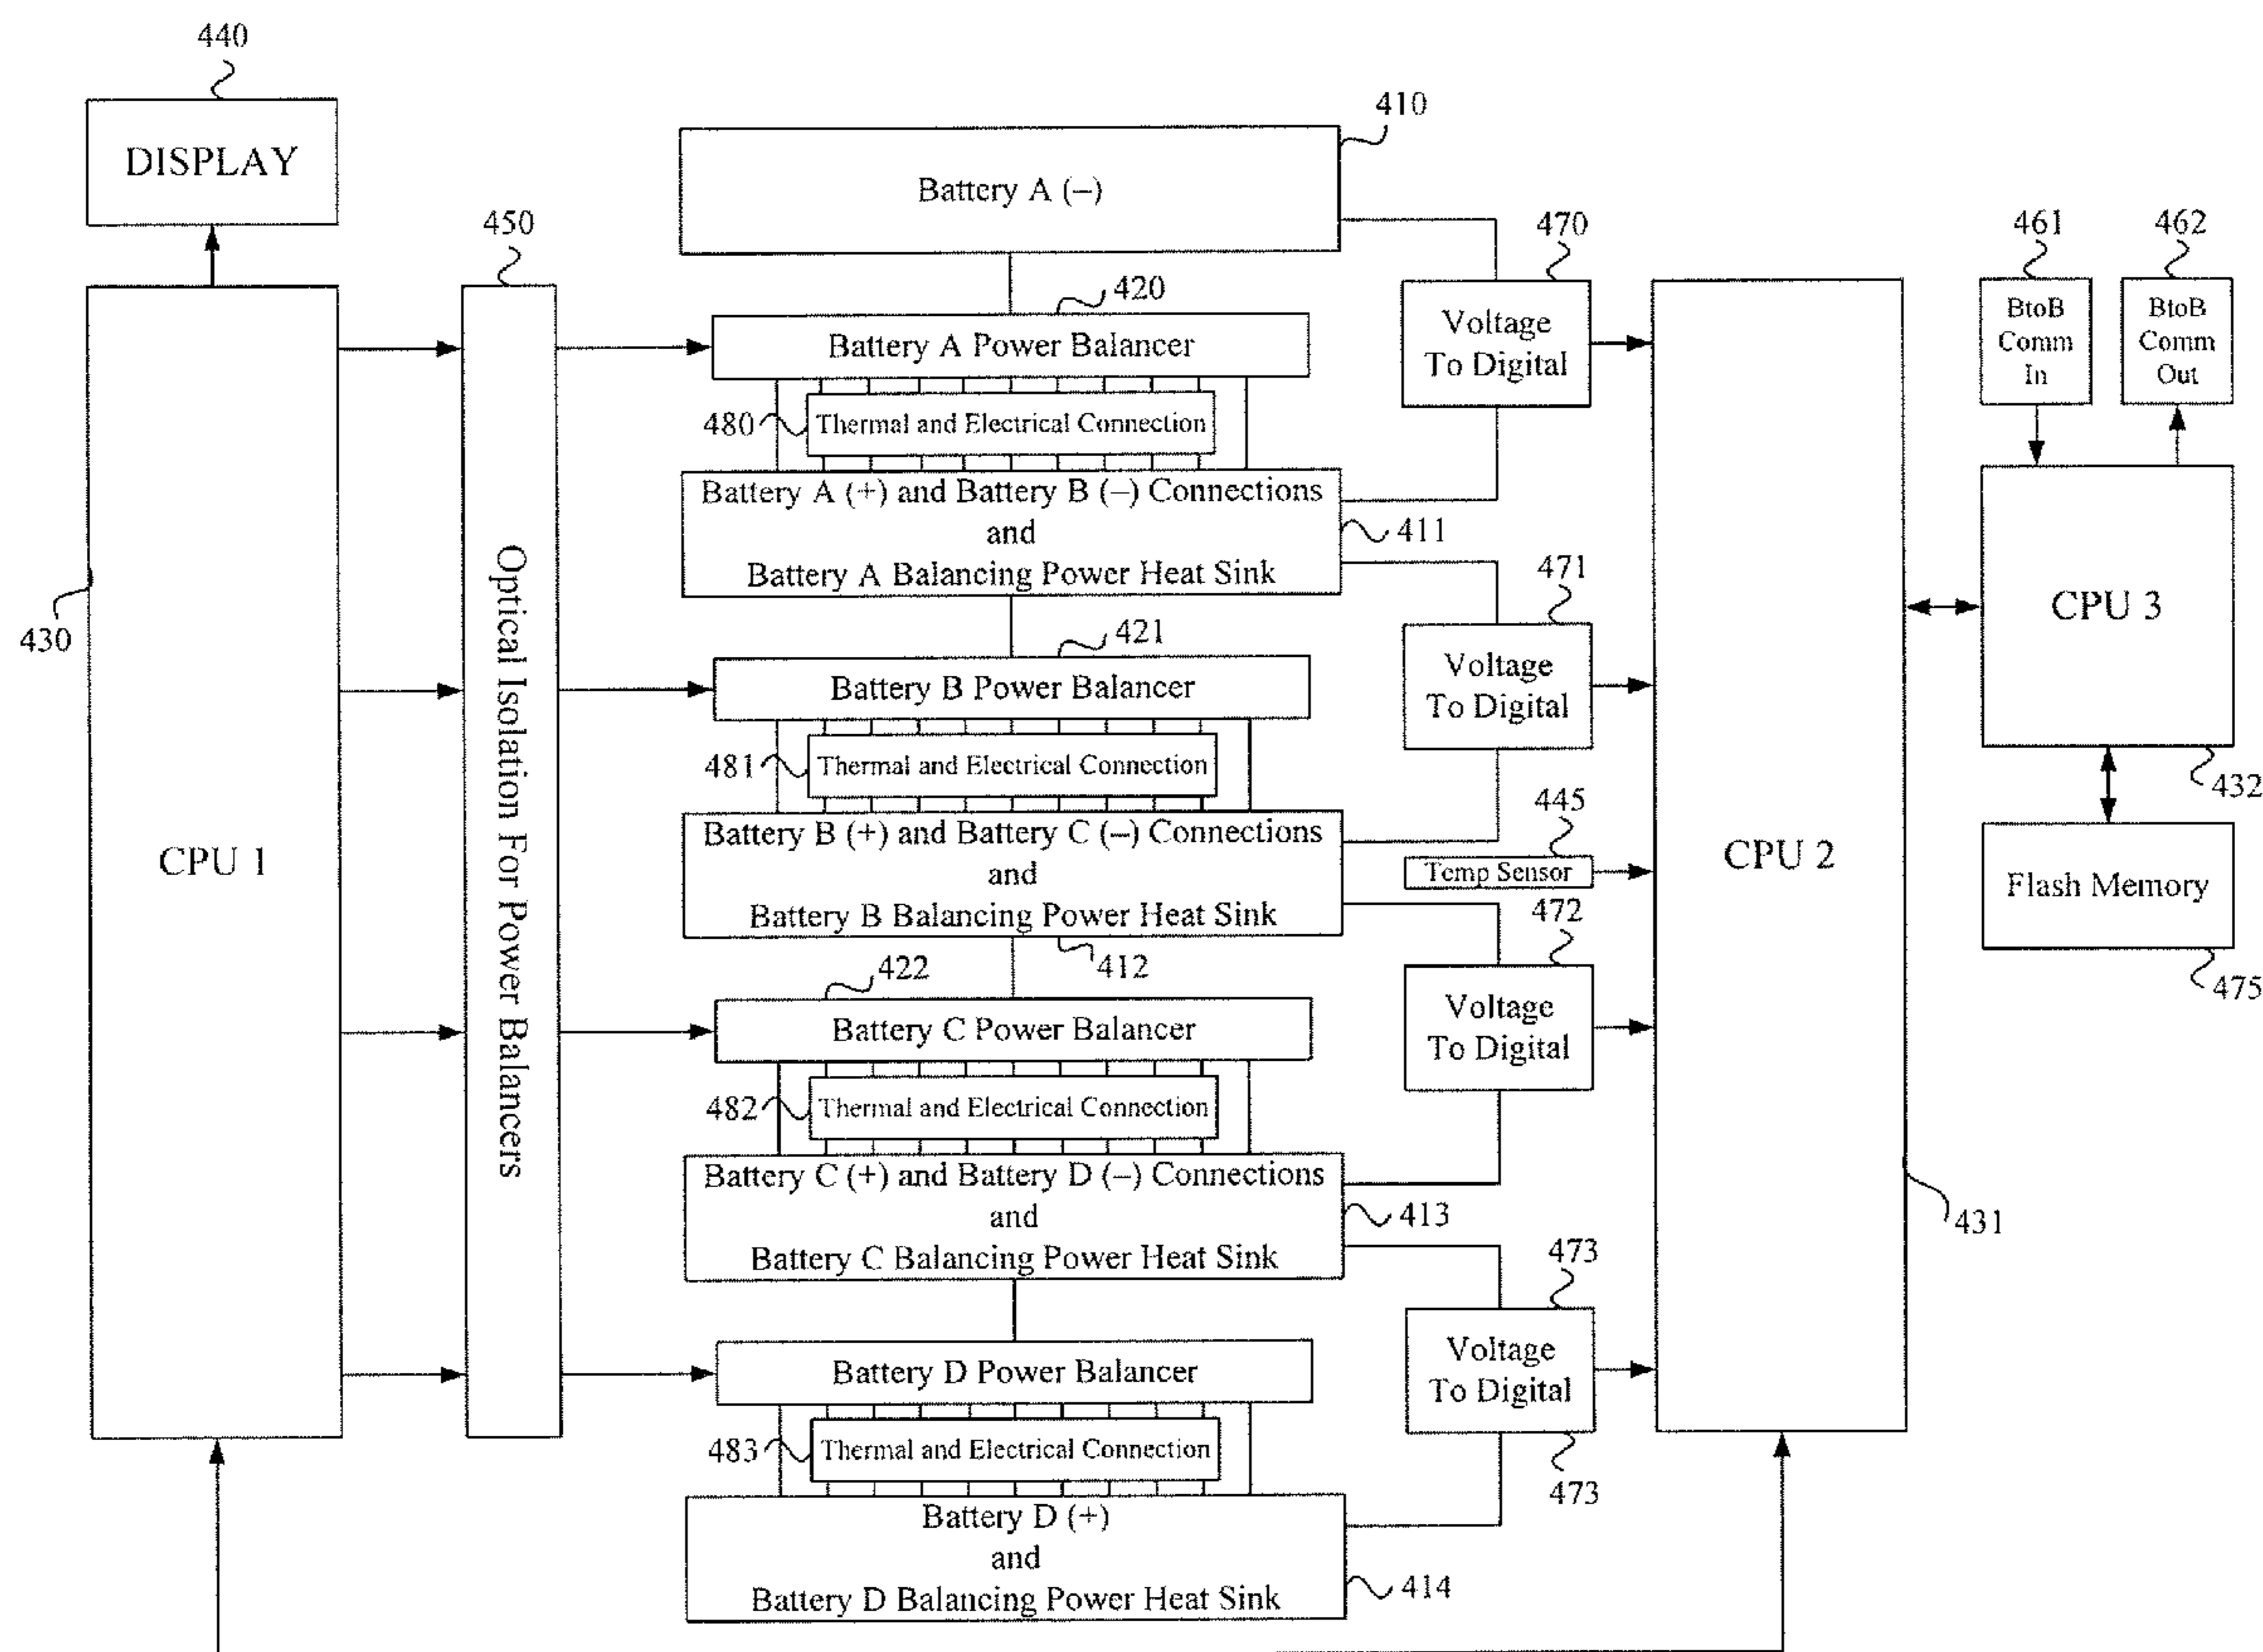 440
DISPLAY
430
CPU 1
450
Optical Isolation For Power Balancers
410
Battery A (–)
420
Battery A Power Balancer
480
Thermal and Electrical Connection
Battery A (+) and Battery B (–) Connections
and
Battery A Balancing Power Heat Sink
411
421
Battery B Power Balancer
481
Thermal and Electrical Connection
Battery B (+) and Battery C (–) Connections
and
Battery B Balancing Power Heat Sink
412
422
Battery C Power Balancer
482
Thermal and Electrical Connection
Battery C (+) and Battery D (–) Connections
and
Battery C Balancing Power Heat Sink
413
Battery D Power Balancer
483
Thermal and Electrical Connection
Battery D (+)
and
Battery D Balancing Power Heat Sink
414
470
Voltage
To Digital
471
Voltage
To Digital
445
Temp Sensor
472
Voltage
To Digital
473
Voltage
To Digital
473
CPU 2
431
461
BtoB
Comm
In
462
BtoB
Comm
Out
CPU 3
432
Flash Memory
475